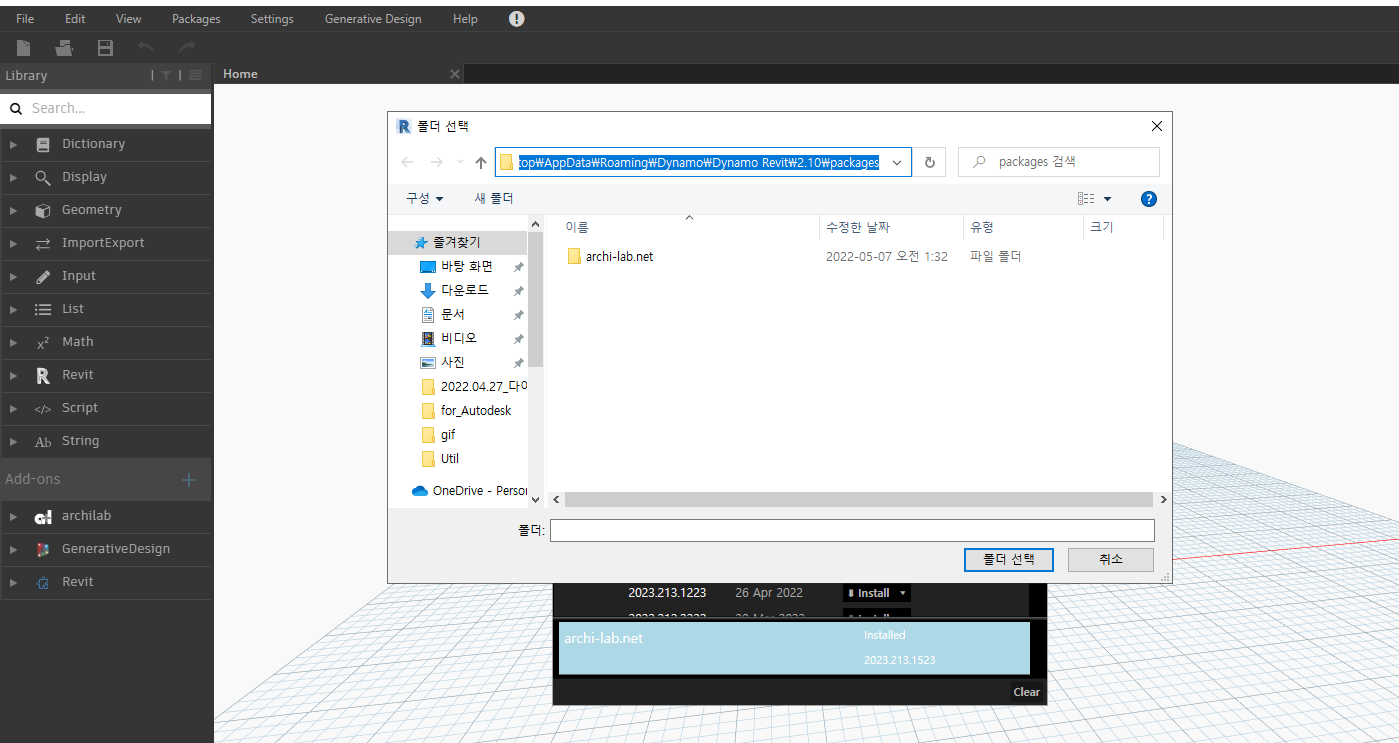 File Edit View Packages Settings Generative Design Help
Library
Home
Search...
Dictionary
Display
Geometry
ImportExport
Input
List
Math
Revit
Script
String
Add-ons
archilab
GenerativeDesign
Revit
폴더 선택
top₩AppData₩Roaming₩Dynamo₩Dynamo Revit₩2.10₩packages
packages 검색
구성 새 폴더
이름 수정한 날짜 유형 크기
archi-lab.net 2022-05-07 오전 1:32 파일 폴더
즐겨찾기
바탕 화면
다운로드
문서
비디오
사진
2022.04.27_다이
for_Autodesk
gif
Util
OneDrive - Person
폴더:
폴더 선택 취소
2023.213.1223 26 Apr 2022 Install
archi-lab.net Installed
2023.213.1523
Clear